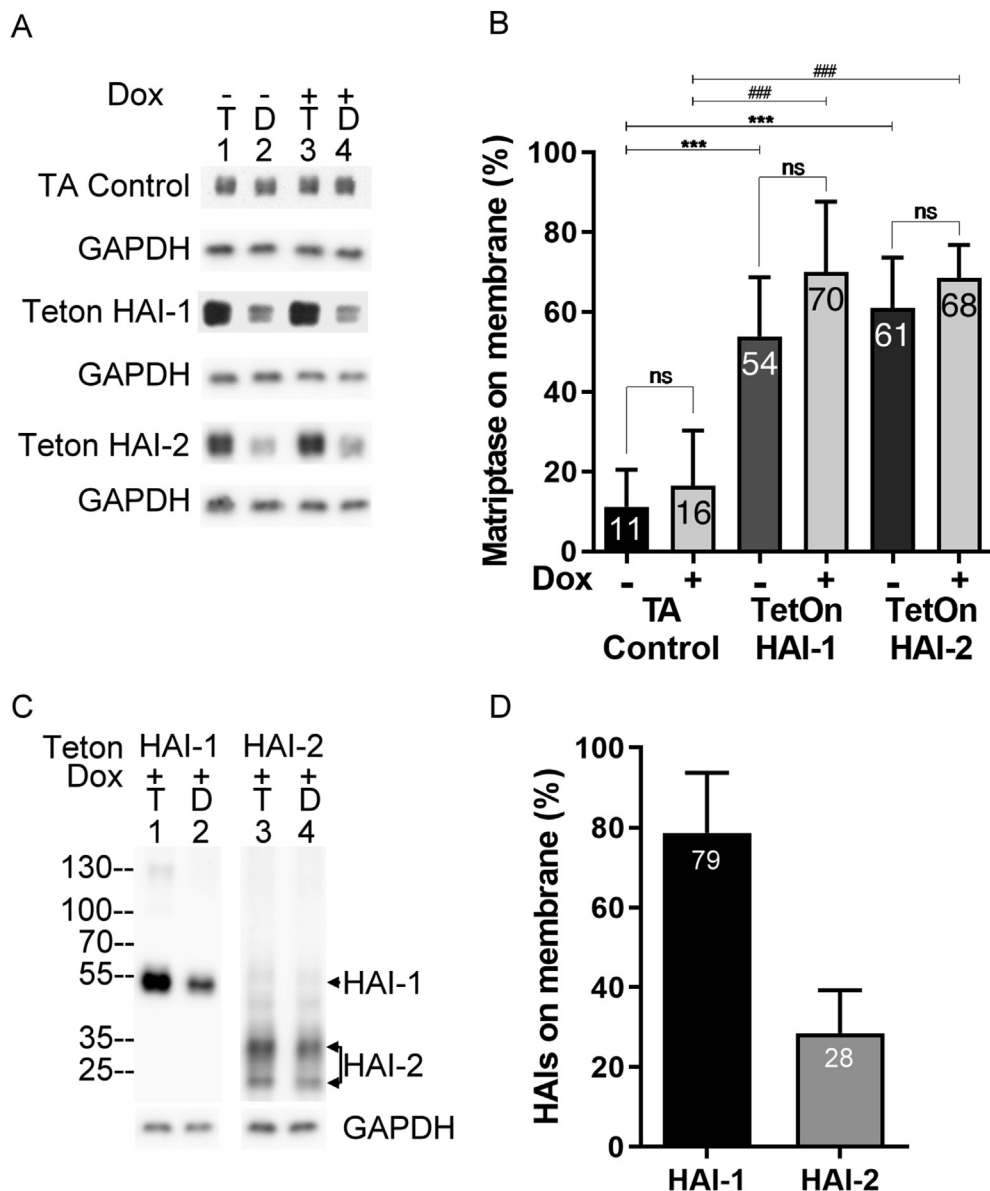 A
Dox - - + +
T D T D
1 2 3 4
TA Control
GAPDH
Teton HAI-1
GAPDH
Teton HAI-2
GAPDH
B
###
###
***
***
ns
ns
ns
Matriptase on membrane (%)
100
80
60
40
20
0
11
16
54
70
61
68
Dox - + - + - +
TA TetOn TetOn
Control HAI-1 HAI-2
C
Teton HAI-1 HAI-2
Dox + + + +
T D T D
1 2 3 4
130--
100--
70--
55--
35--
25--
HAI-1
HAI-2
GAPDH
D
HAIs on membrane (%)
100
80
60
40
20
0
79
28
HAI-1 HAI-2